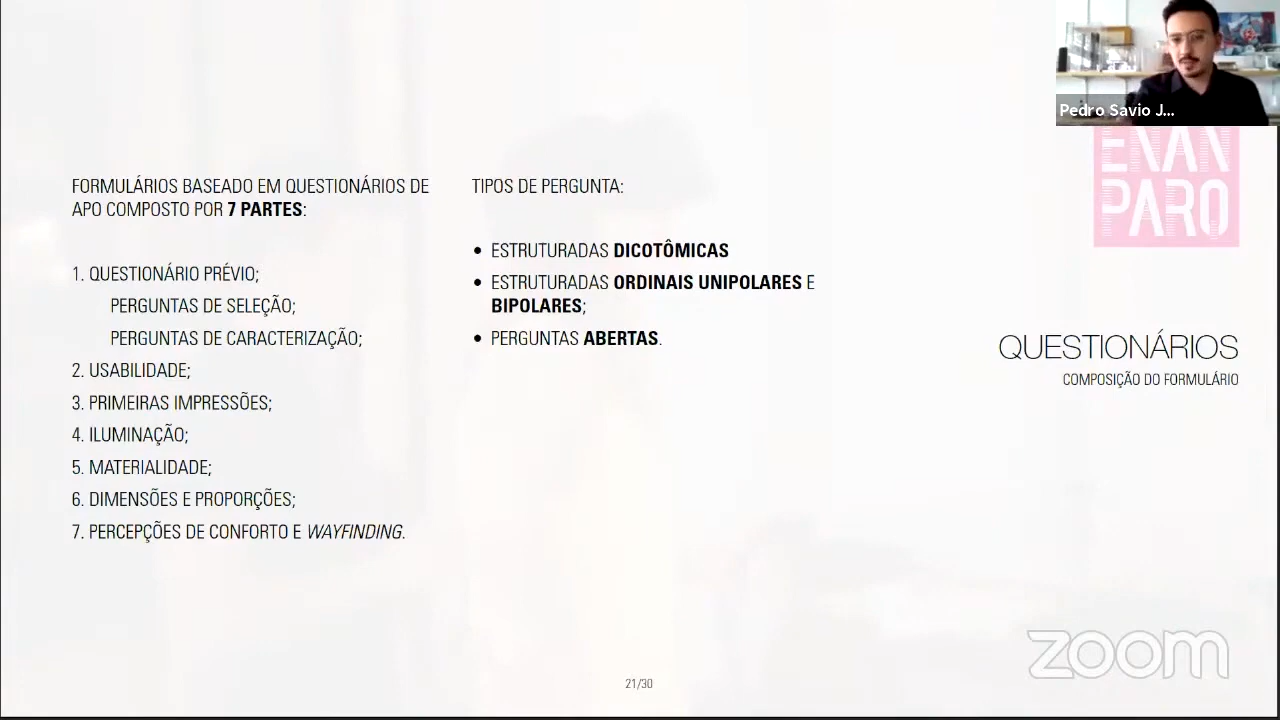 Pedro Savio J...
ENAN
PARQ
FORMULÁRIOS BASEADO EM QUESTIONÁRIOS DE
APO COMPOSTO POR 7 PARTES:
1. QUESTIONÁRIO PRÉVIO;
PERGUNTAS DE SELEÇÃO;
PERGUNTAS DE CARACTERIZAÇÃO;
2. USABILIDADE;
3. PRIMEIRAS IMPRESSÕES;
4. ILUMINAÇÃO;
5. MATERIALIDADE;
6. DIMENSÕES E PROPORÇÕES;
7. PERCEPÇÕES DE CONFORTO E WAYFINDING.
TIPOS DE PERGUNTA:
• ESTRUTURADAS DICOTÔMICAS
• ESTRUTURADAS ORDINAIS UNIPOLARES E
BIPOLARES;
• PERGUNTAS ABERTAS.
QUESTIONÁRIOS
COMPOSIÇÃO DO FORMULÁRIO
zoom
21/30